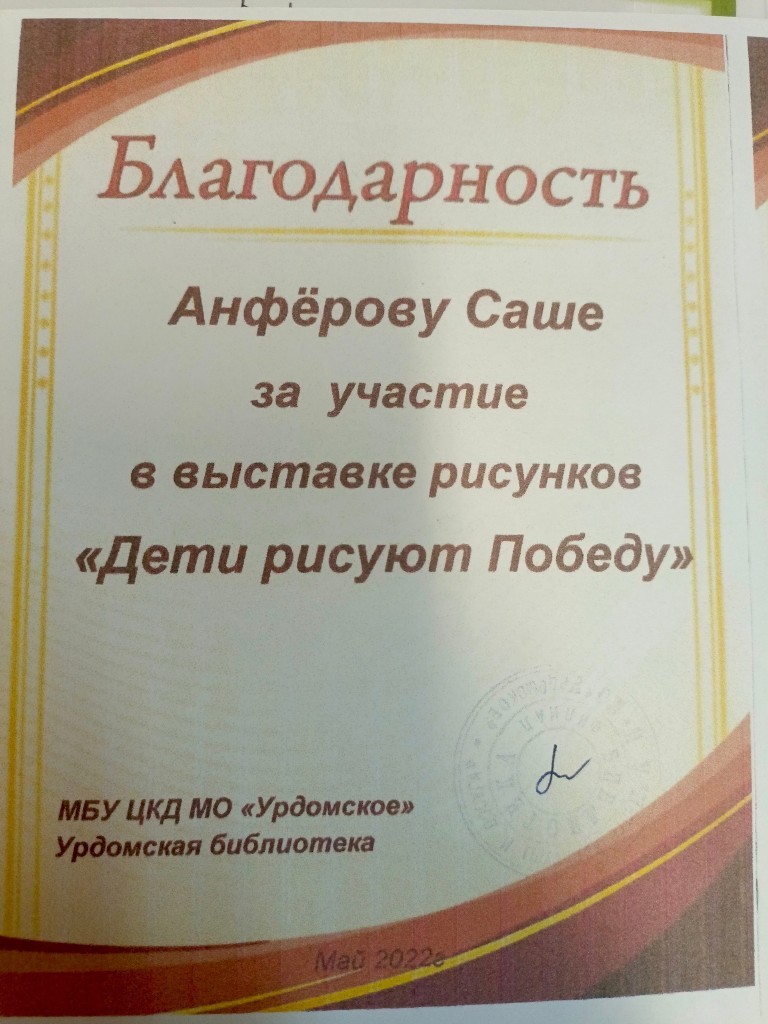 Благодарность
Анфёрову Саше
за участие
в выставке рисунков
«Дети рисуют Победу»
МБУ ЦКД МО «Урдомское»
Урдомская библиотека
Май 2022г